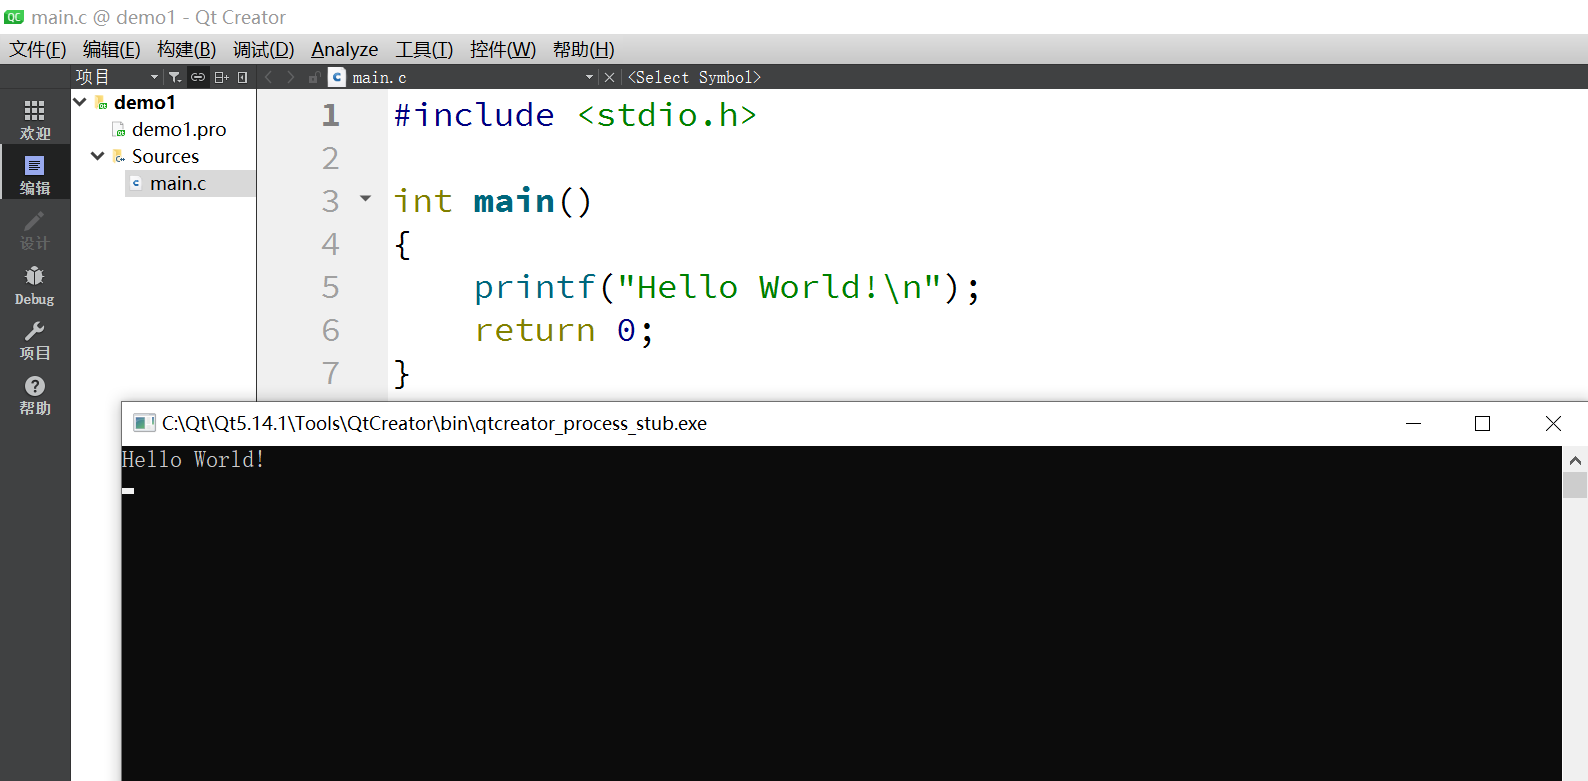 QC main.c @ demo1 - Qt Creator
文件(F) 编辑(E) 构建(B) 调试(D) Analyze 工具(T) 控件(W) 帮助(H)
项目 main.c <Select Symbol>
欢迎
编辑
设计
Debug
项目
帮助
demo1
demo1.pro
Sources
main.c
1 #include <stdio.h>
2
3 int main()
4 {
5 printf("Hello World!\n");
6 return 0;
7 }
C:\Qt\Qt5.14.1\Tools\QtCreator\bin\qtcreator_process_stub.exe
Hello World!